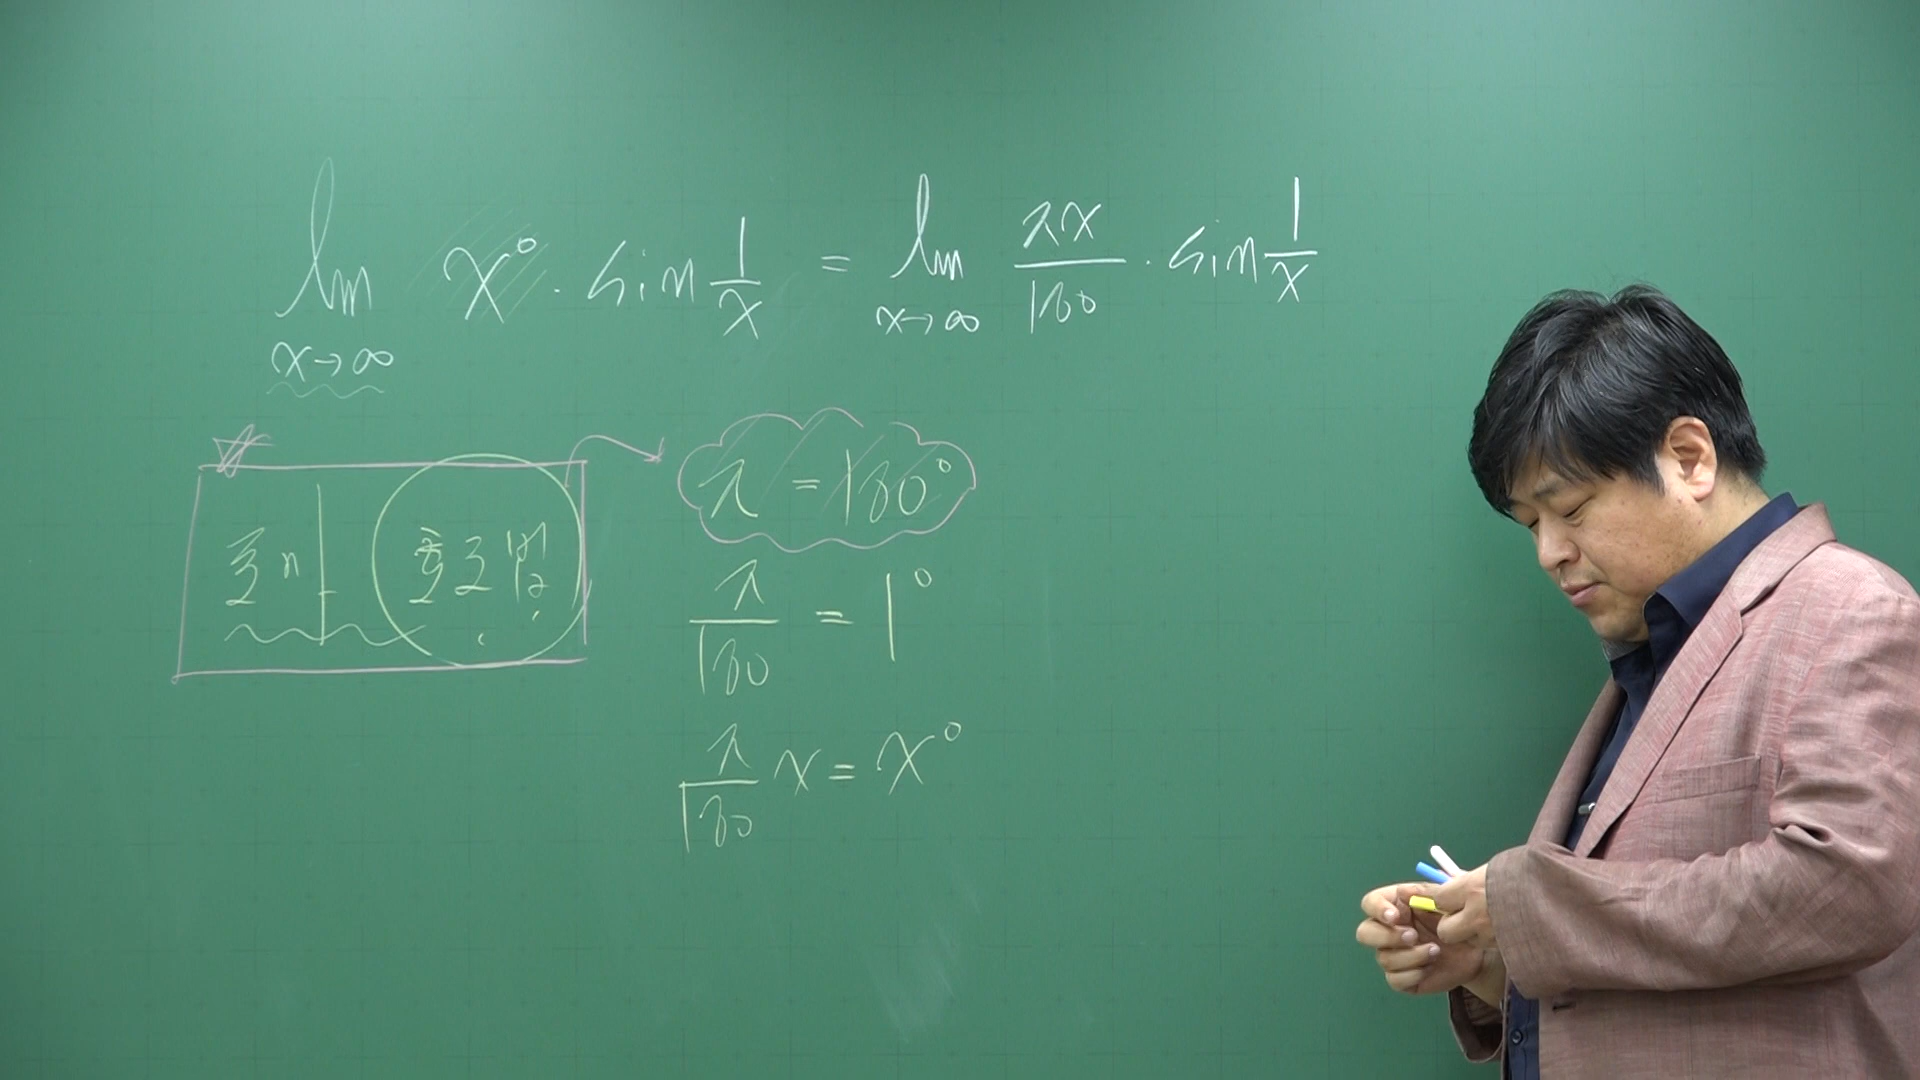 lim x→∞ x° · sin 1/x = lim x→∞ πx/180 · sin 1/x
호도법
π = 180°
π/180 = 1°
π/180 x = x°